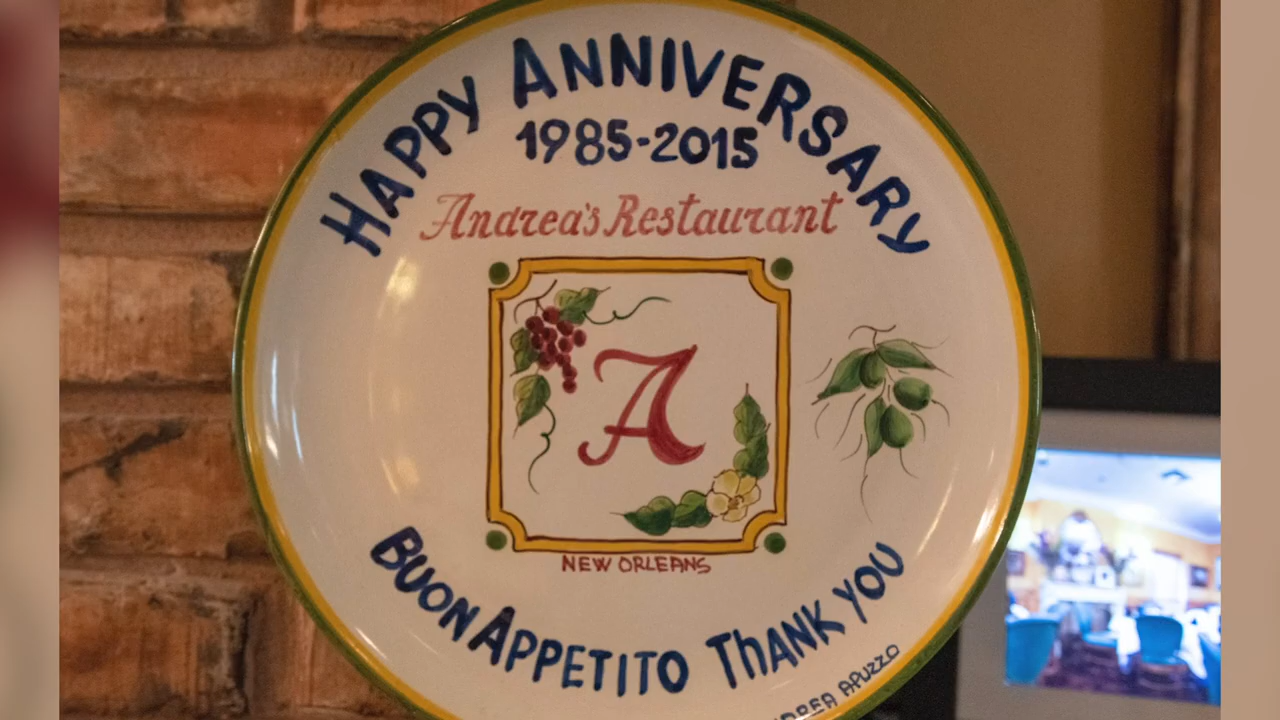 HAPPY ANNIVERSARY
1985-2015
Andrea's Restaurant
A
NEW ORLEANS
BUON APPETITO THANK YOU
APUZZO